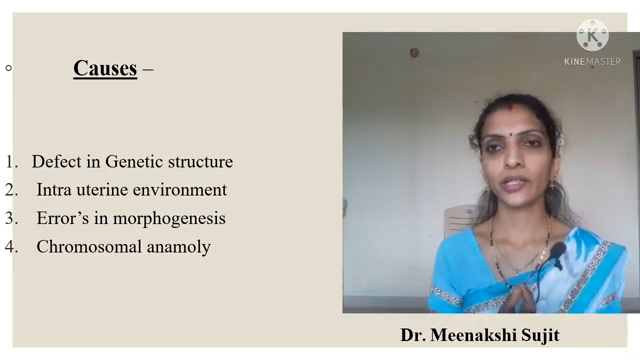 Causes –
1. Defect in Genetic structure
2. Intra uterine environment
3. Error's in morphogenesis
4. Chromosomal anamoly
K
KINEMASTER
Dr. Meenakshi Sujit